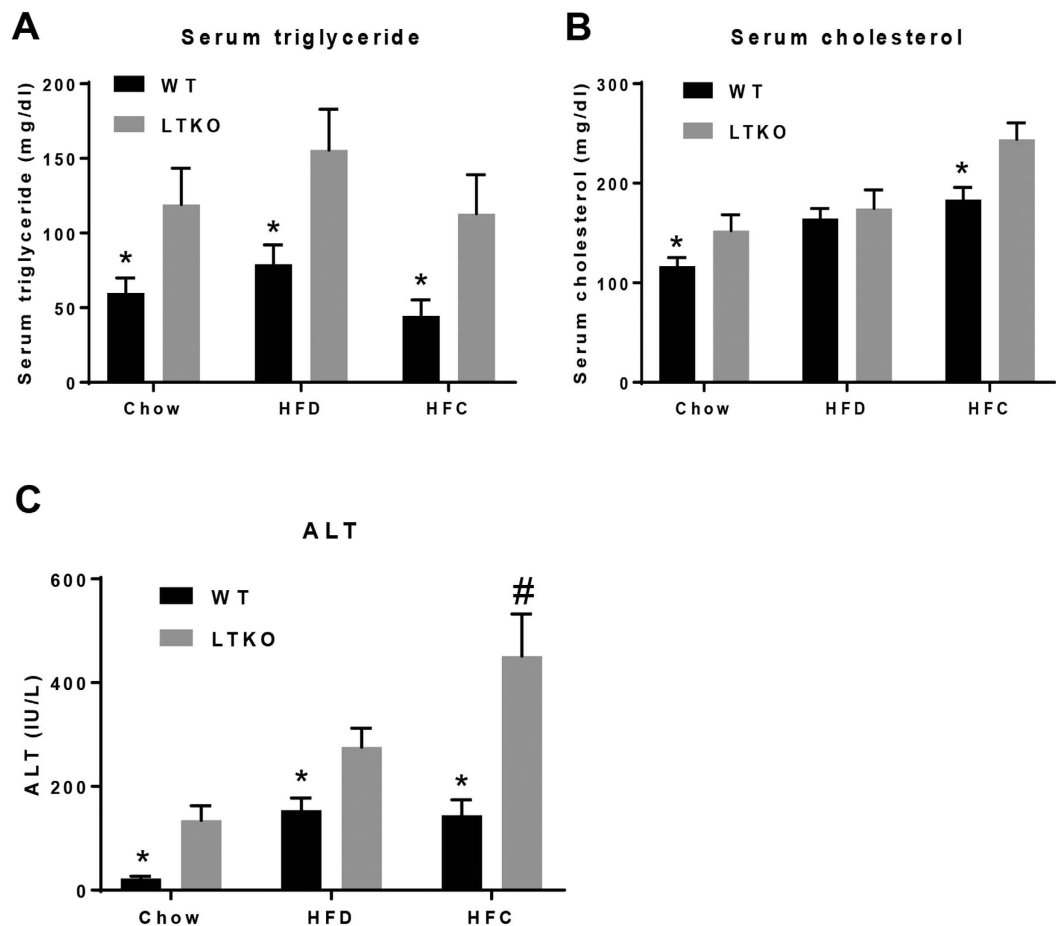 A
Serum triglyceride
Serum triglyceride (mg/dl)
200
150
100
50
0
WT
LTKO
*
*
*
Chow HFD HFC
B
Serum cholesterol
Serum cholesterol (mg/dl)
300
200
100
0
WT
LTKO
*
*
Chow HFD HFC
C
ALT
ALT (IU/L)
600
400
200
0
WT
LTKO
#
*
*
*
Chow HFD HFC